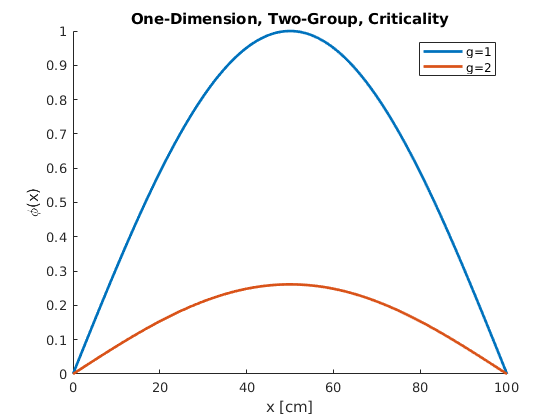 One-Dimension, Two-Group, Criticality
g=1
g=2
1
0.9
0.8
0.7
0.6
0.5
0.4
0.3
0.2
0.1
0
ϕ(x)
0 20 40 60 80 100
x [cm]